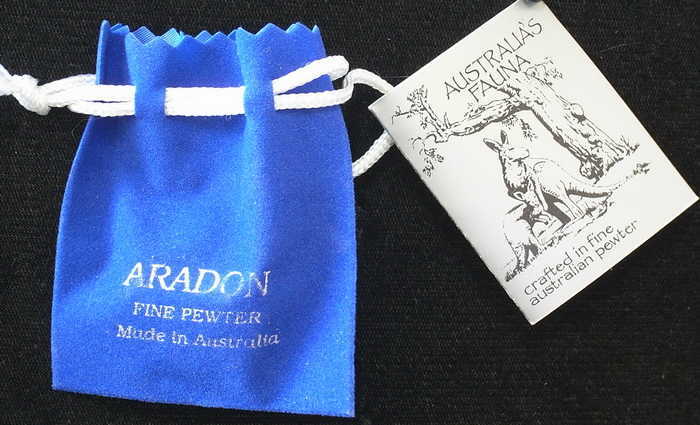 ARADON
FINE PEWTER
Made in Australia
AUSTRALIA'S
FAUNA
crafted in fine
australian pewter